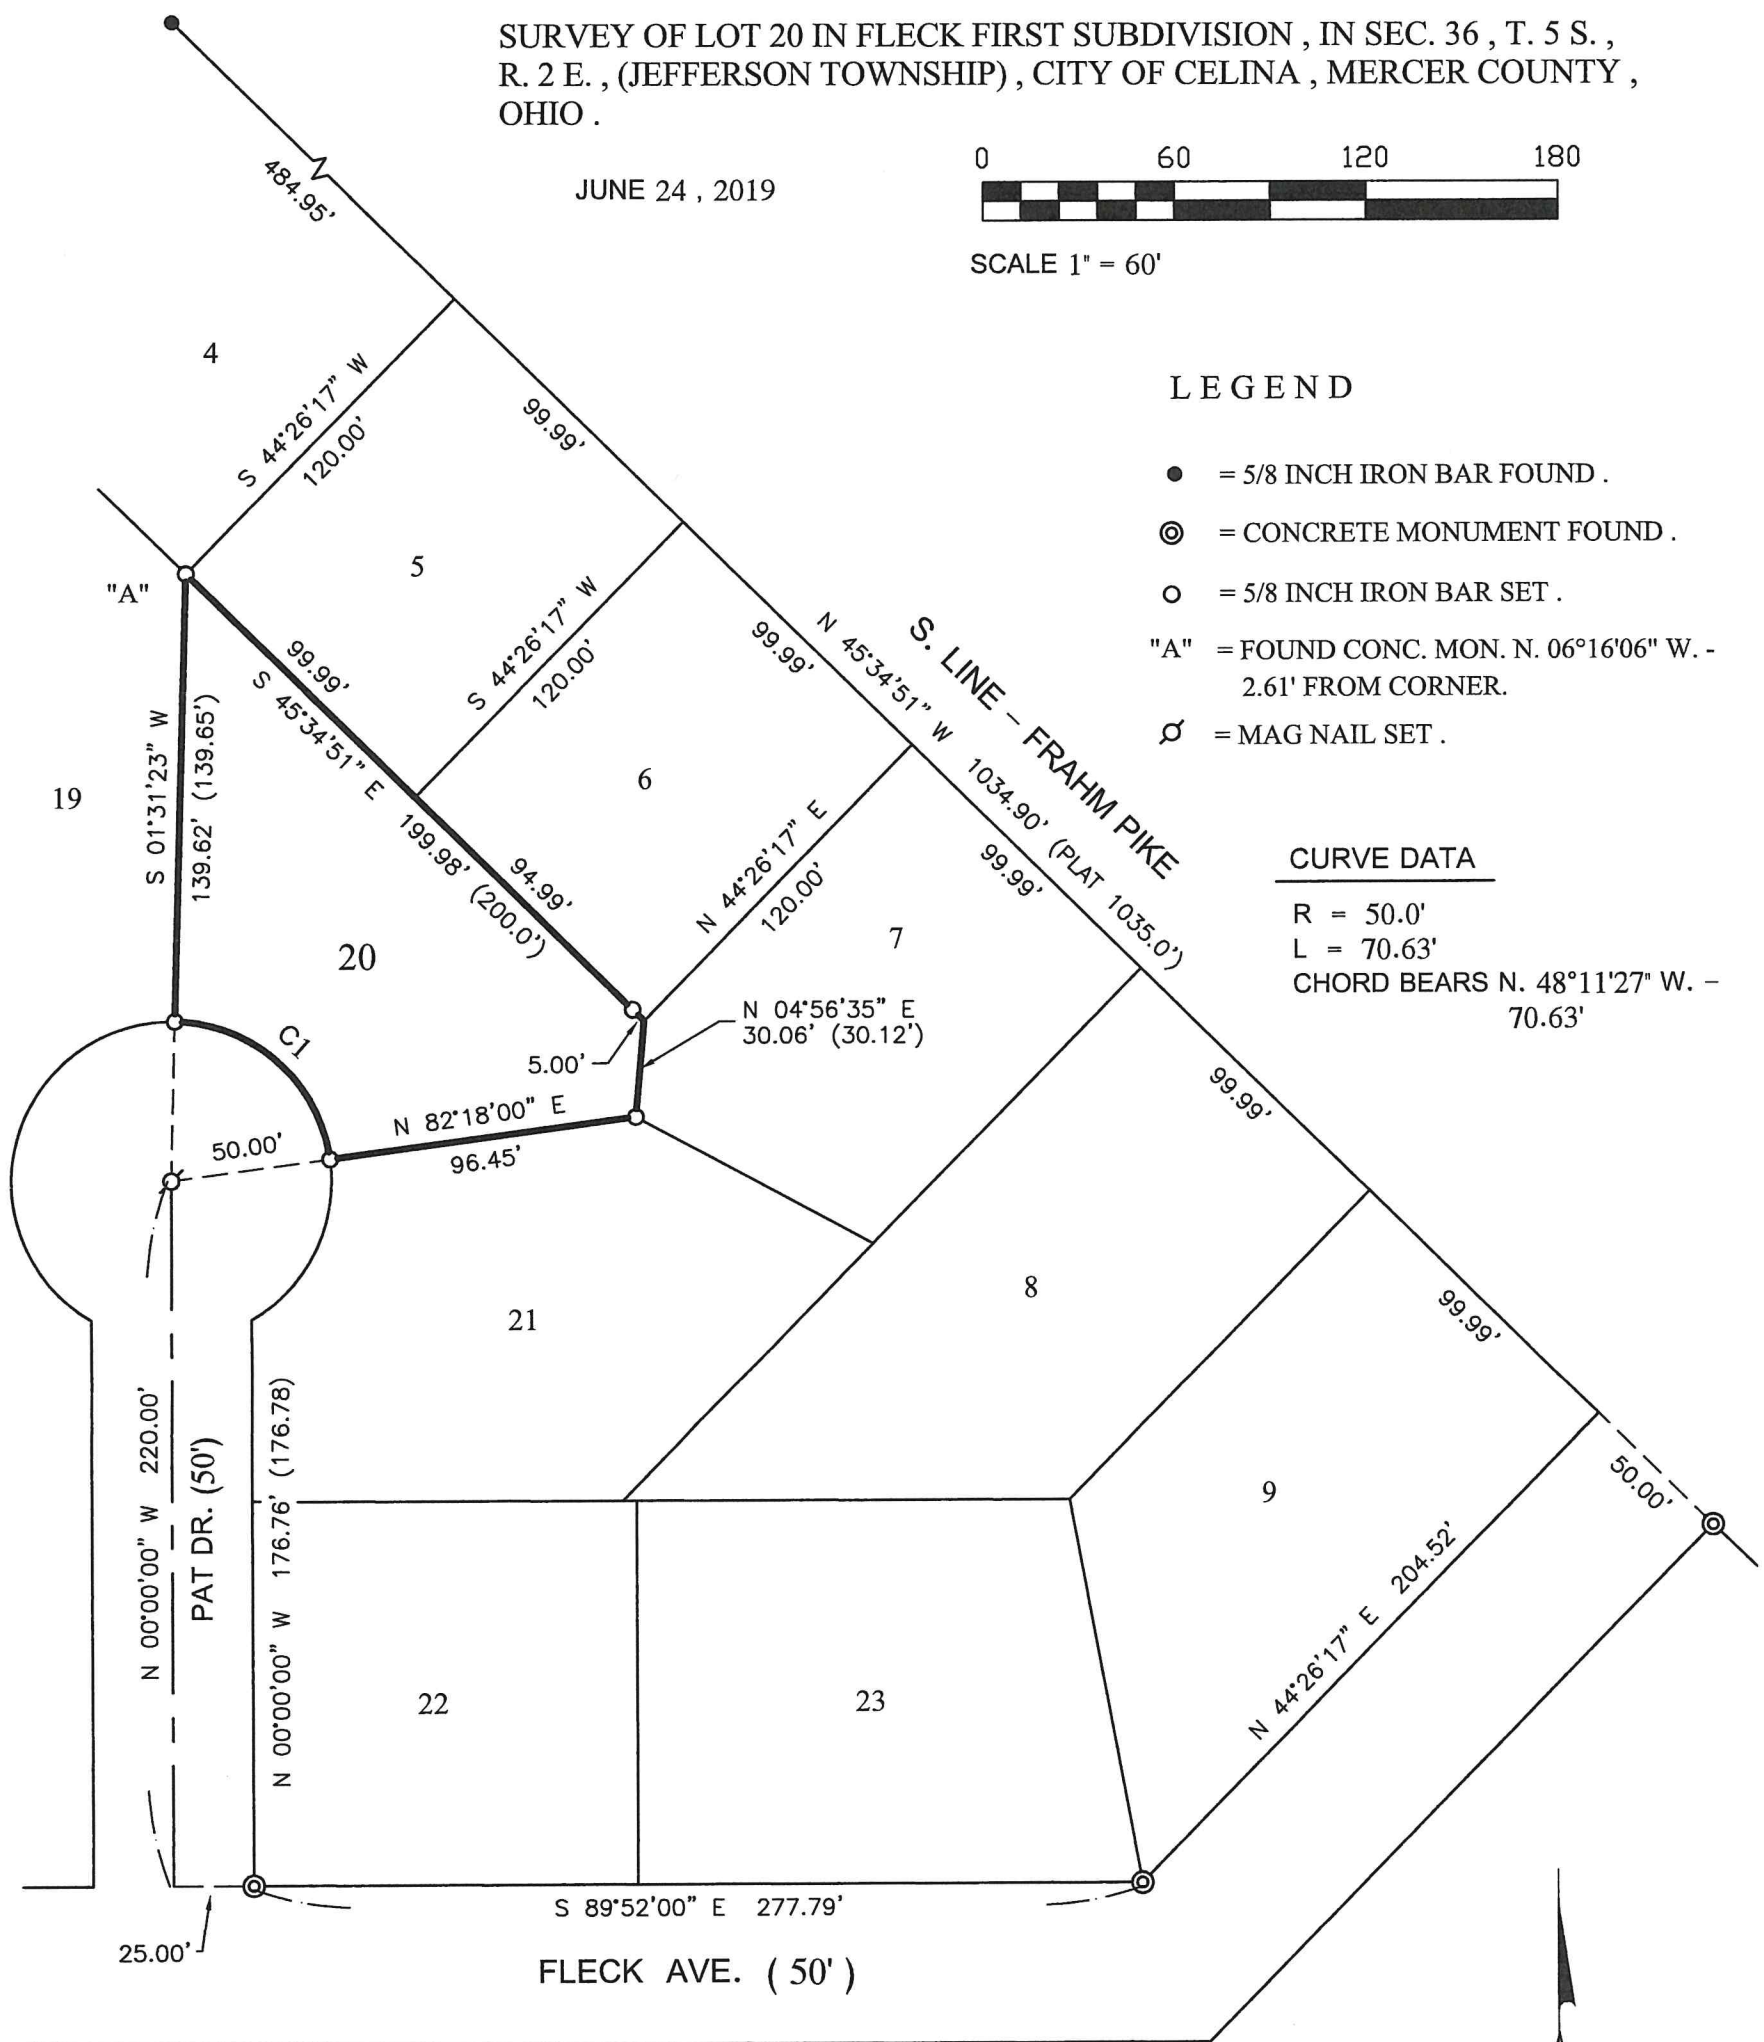 SURVEY OF LOT 20 IN FLECK FIRST SUBDIVISION , IN SEC. 36 , T. 5 S. ,
R. 2 E. , (JEFFERSON TOWNSHIP) , CITY OF CELINA , MERCER COUNTY ,
OHIO .
JUNE 24 , 2019
0 60 120 180
SCALE 1" = 60'
LEGEND
= 5/8 INCH IRON BAR FOUND .
= CONCRETE MONUMENT FOUND .
= 5/8 INCH IRON BAR SET .
"A" = FOUND CONC. MON. N. 06°16'06" W. -
2.61' FROM CORNER.
= MAG NAIL SET .
CURVE DATA
R = 50.0'
L = 70.63'
CHORD BEARS N. 48°11'27" W. –
70.63'
484.95'
4
S 44°26'17" W
120.00'
99.99'
5
"A"
S 44°26'17" W
120.00'
99.99'
N 45°34'51" W 1034.90' (PLAT 1035.0')
S. LINE – FRAHM PIKE
99.99'
S 45°34'51" E 199.98' (200.0')
94.99'
S 01°31'23" W
139.62' (139.65')
19
6
N 44°26'17" E
120.00'
99.99'
7
20
C1
N 04°56'35" E
30.06' (30.12')
5.00'
N 82°18'00" E
96.45'
50.00'
99.99'
8
21
99.99'
9
50.00'
N 00°00'00" W 220.00'
PAT DR. (50')
N 00°00'00" W 176.76' (176.78)
N 44°26'17" E 204.52'
22
23
S 89°52'00" E 277.79'
25.00'
FLECK AVE. ( 50' )